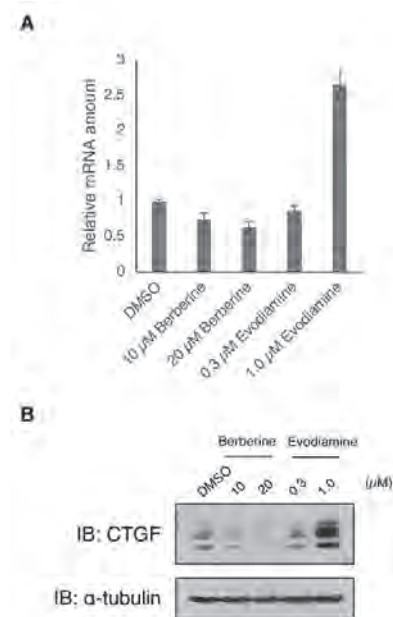 A
Relative mRNA amount
3
2.5
2
1.5
1
0.5
0
DMSO
10 µM Berberine
20 µM Berberine
0.3 µM Evodiamine
1.0 µM Evodiamine
B
Berberine Evodiamine
DMSO 10 20 0.3 1.0 (µM)
IB: CTGF
IB: α-tubulin